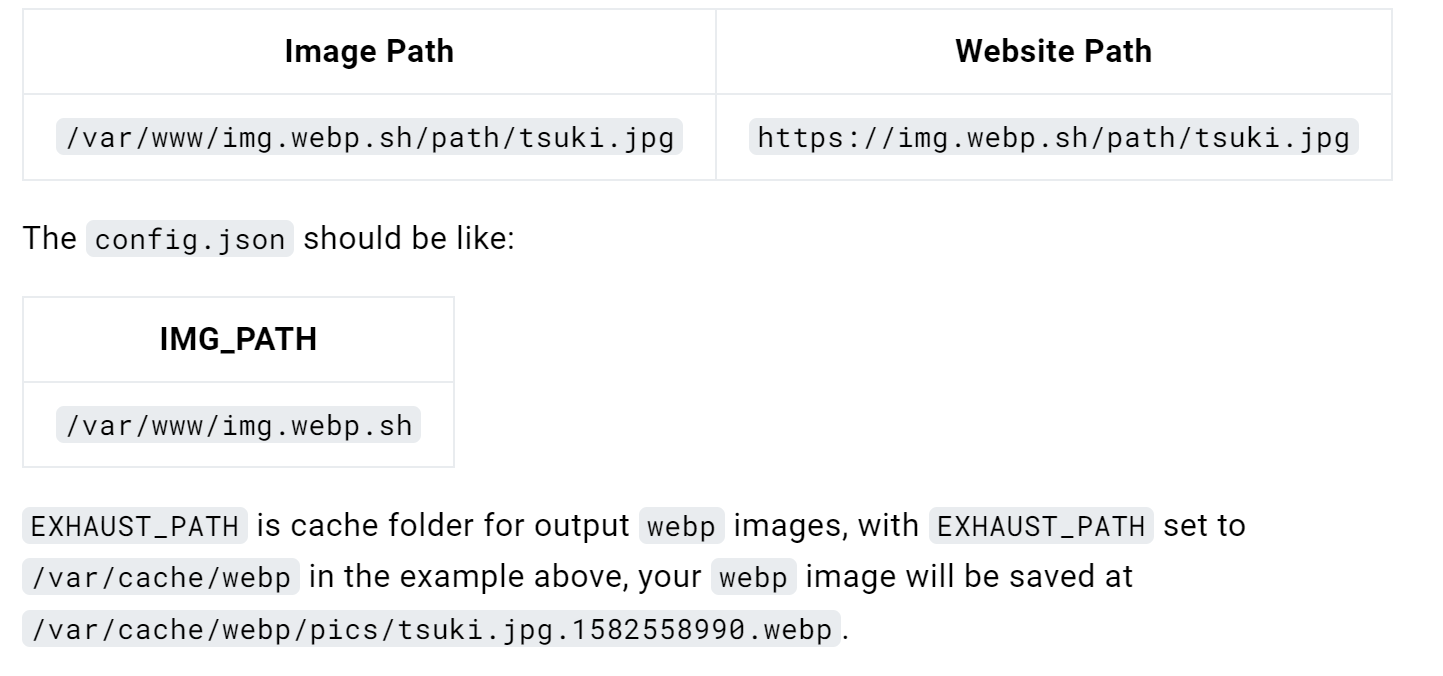 Image Path Website Path
/var/www/img.webp.sh/path/tsuki.jpg https://img.webp.sh/path/tsuki.jpg
The config.json should be like:
IMG_PATH
/var/www/img.webp.sh
EXHAUST_PATH is cache folder for output webp images, with EXHAUST_PATH set to
/var/cache/webp in the example above, your webp image will be saved at
/var/cache/webp/pics/tsuki.jpg.1582558990.webp.